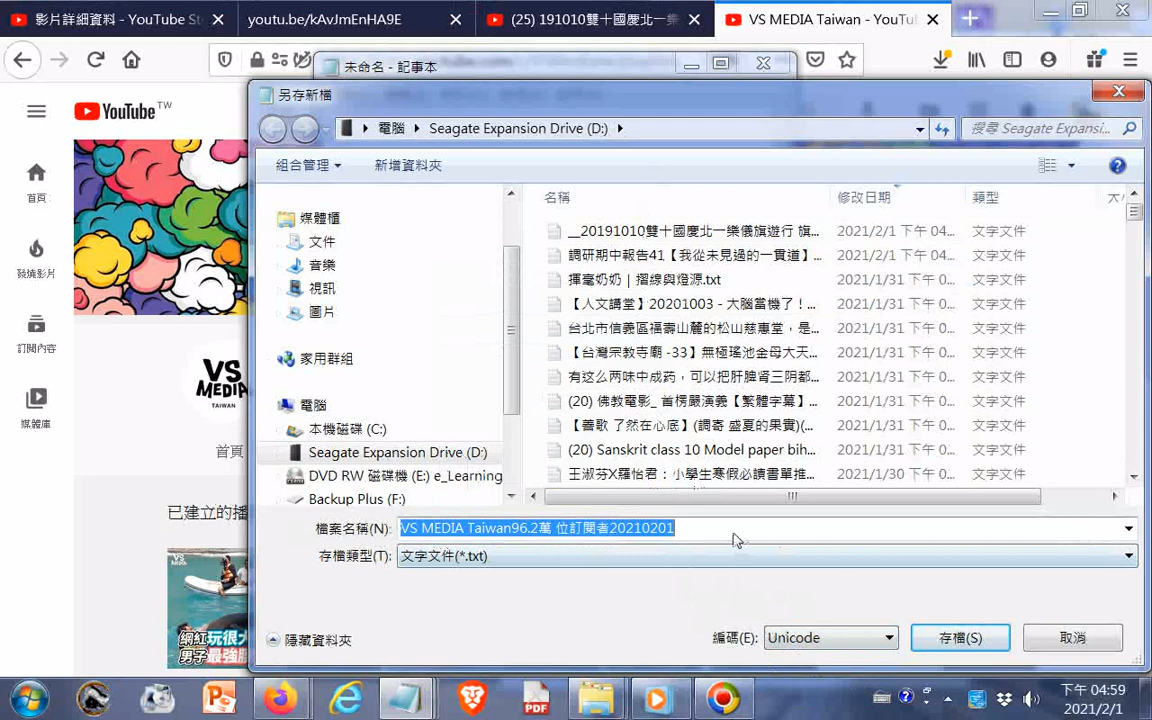 影片詳細資料 - YouTube St
youtu.be/kAvJmEnHA9E
(25) 191010雙十國慶北一樂
VS MEDIA Taiwan - YouTu
未命名 - 記事本
YouTube TW
首頁
發燒影片
訂閱內容
媒體庫
VS MEDIA TAIWAN
首頁
已建立的播
VS MEDIA
網紅玩很大
男子最強腦
另存新檔
電腦 Seagate Expansion Drive (D:)
搜尋 Seagate Expansi...
組合管理 新增資料夾
媒體櫃
文件
音樂
視訊
圖片
家用群組
電腦
本機磁碟 (C:)
Seagate Expansion Drive (D:)
DVD RW 磁碟機 (E:) e_Learning
Backup Plus (F:)
名稱 修改日期 類型 大
__20191010雙十國慶北一樂儀旗遊行 旗... 2021/2/1 下午 04... 文字文件
調研期中報告41【我從未見過的一貫道】... 2021/2/1 下午 04... 文字文件
揮毫奶奶 | 摺線與燈源.txt 2021/1/31 下午 0... 文字文件
【人文講堂】20201003 - 大腦當機了！... 2021/1/31 下午 0... 文字文件
台北市信義區福壽山麓的松山慈惠堂，是... 2021/1/31 下午 0... 文字文件
【台灣宗教寺廟 -33】無極瑤池金母大天... 2021/1/31 下午 0... 文字文件
有这么两味中成药，可以把肝脾肾三阴都... 2021/1/31 下午 0... 文字文件
(20) 佛教電影_ 首楞嚴演義【繁體字幕】... 2021/1/31 下午 0... 文字文件
【善歌 了然在心底】(調寄 盛夏的果實)(... 2021/1/31 下午 0... 文字文件
(20) Sanskrit class 10 Model paper bih... 2021/1/31 下午 0... 文字文件
王淑芬X羅怡君：小學生寒假必讀書單推... 2021/1/30 下午 0... 文字文件
檔案名稱(N): VS MEDIA Taiwan96.2萬 位訂閱者20210201
存檔類型(T): 文字文件(*.txt)
隱藏資料夾
編碼(E): Unicode 存檔(S) 取消
PDF
下午 04:59
2021/2/1